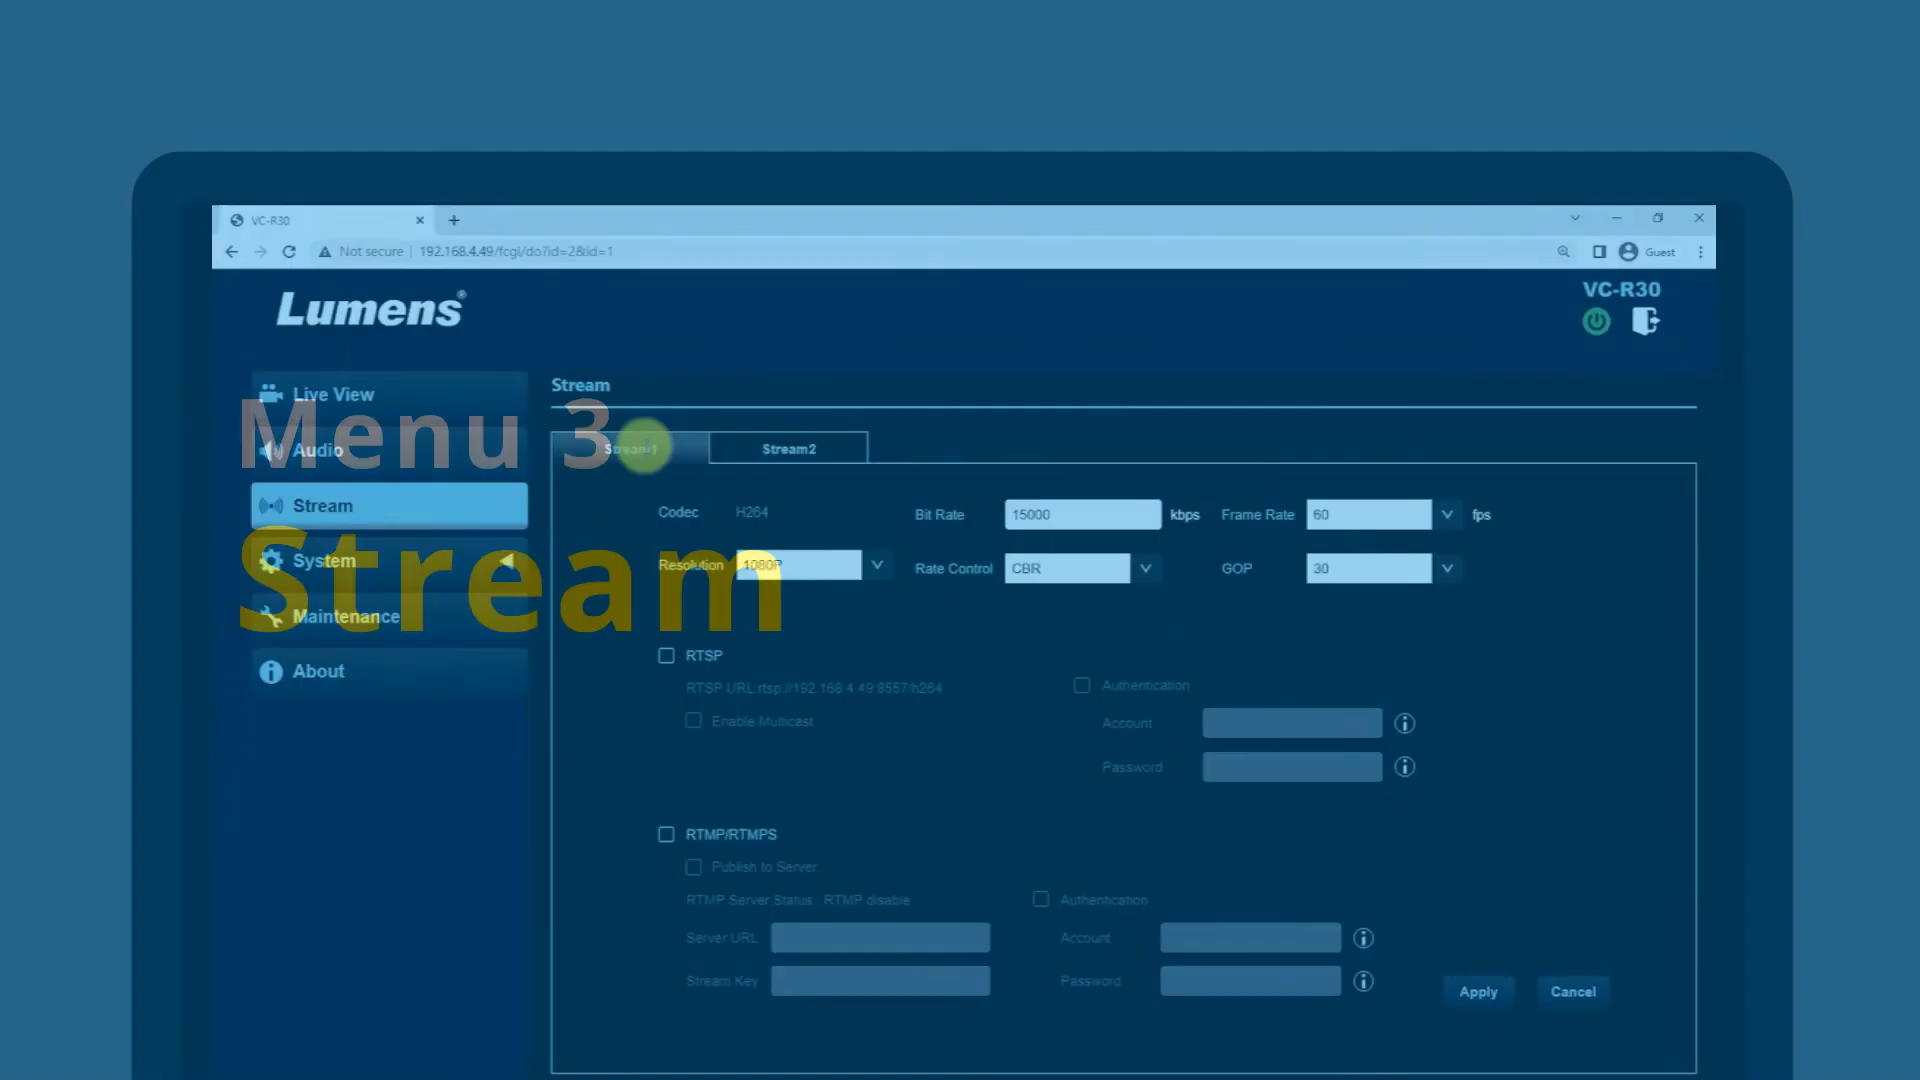 VC-R30
Not secure | 192.168.4.49/fcgi/do?id=2&id=1
Guest
Lumens®
VC-R30
Live View
Audio
Stream
System
Maintenance
About
Menu 3
Stream
Stream
Stream1
Stream2
Codec H264
Bit Rate 15000 kbps
Frame Rate 60 fps
Resolution 1080P
Rate Control CBR
GOP 30
RTSP
RTSP URL:rtsp://192.168.4.49:8557/h264
Enable Multicast
Authentication
Account
Password
RTMP/RTMPS
Publish to Server
RTMP Server Status RTMP disable
Server URL
Stream Key
Authentication
Account
Password
Apply
Cancel